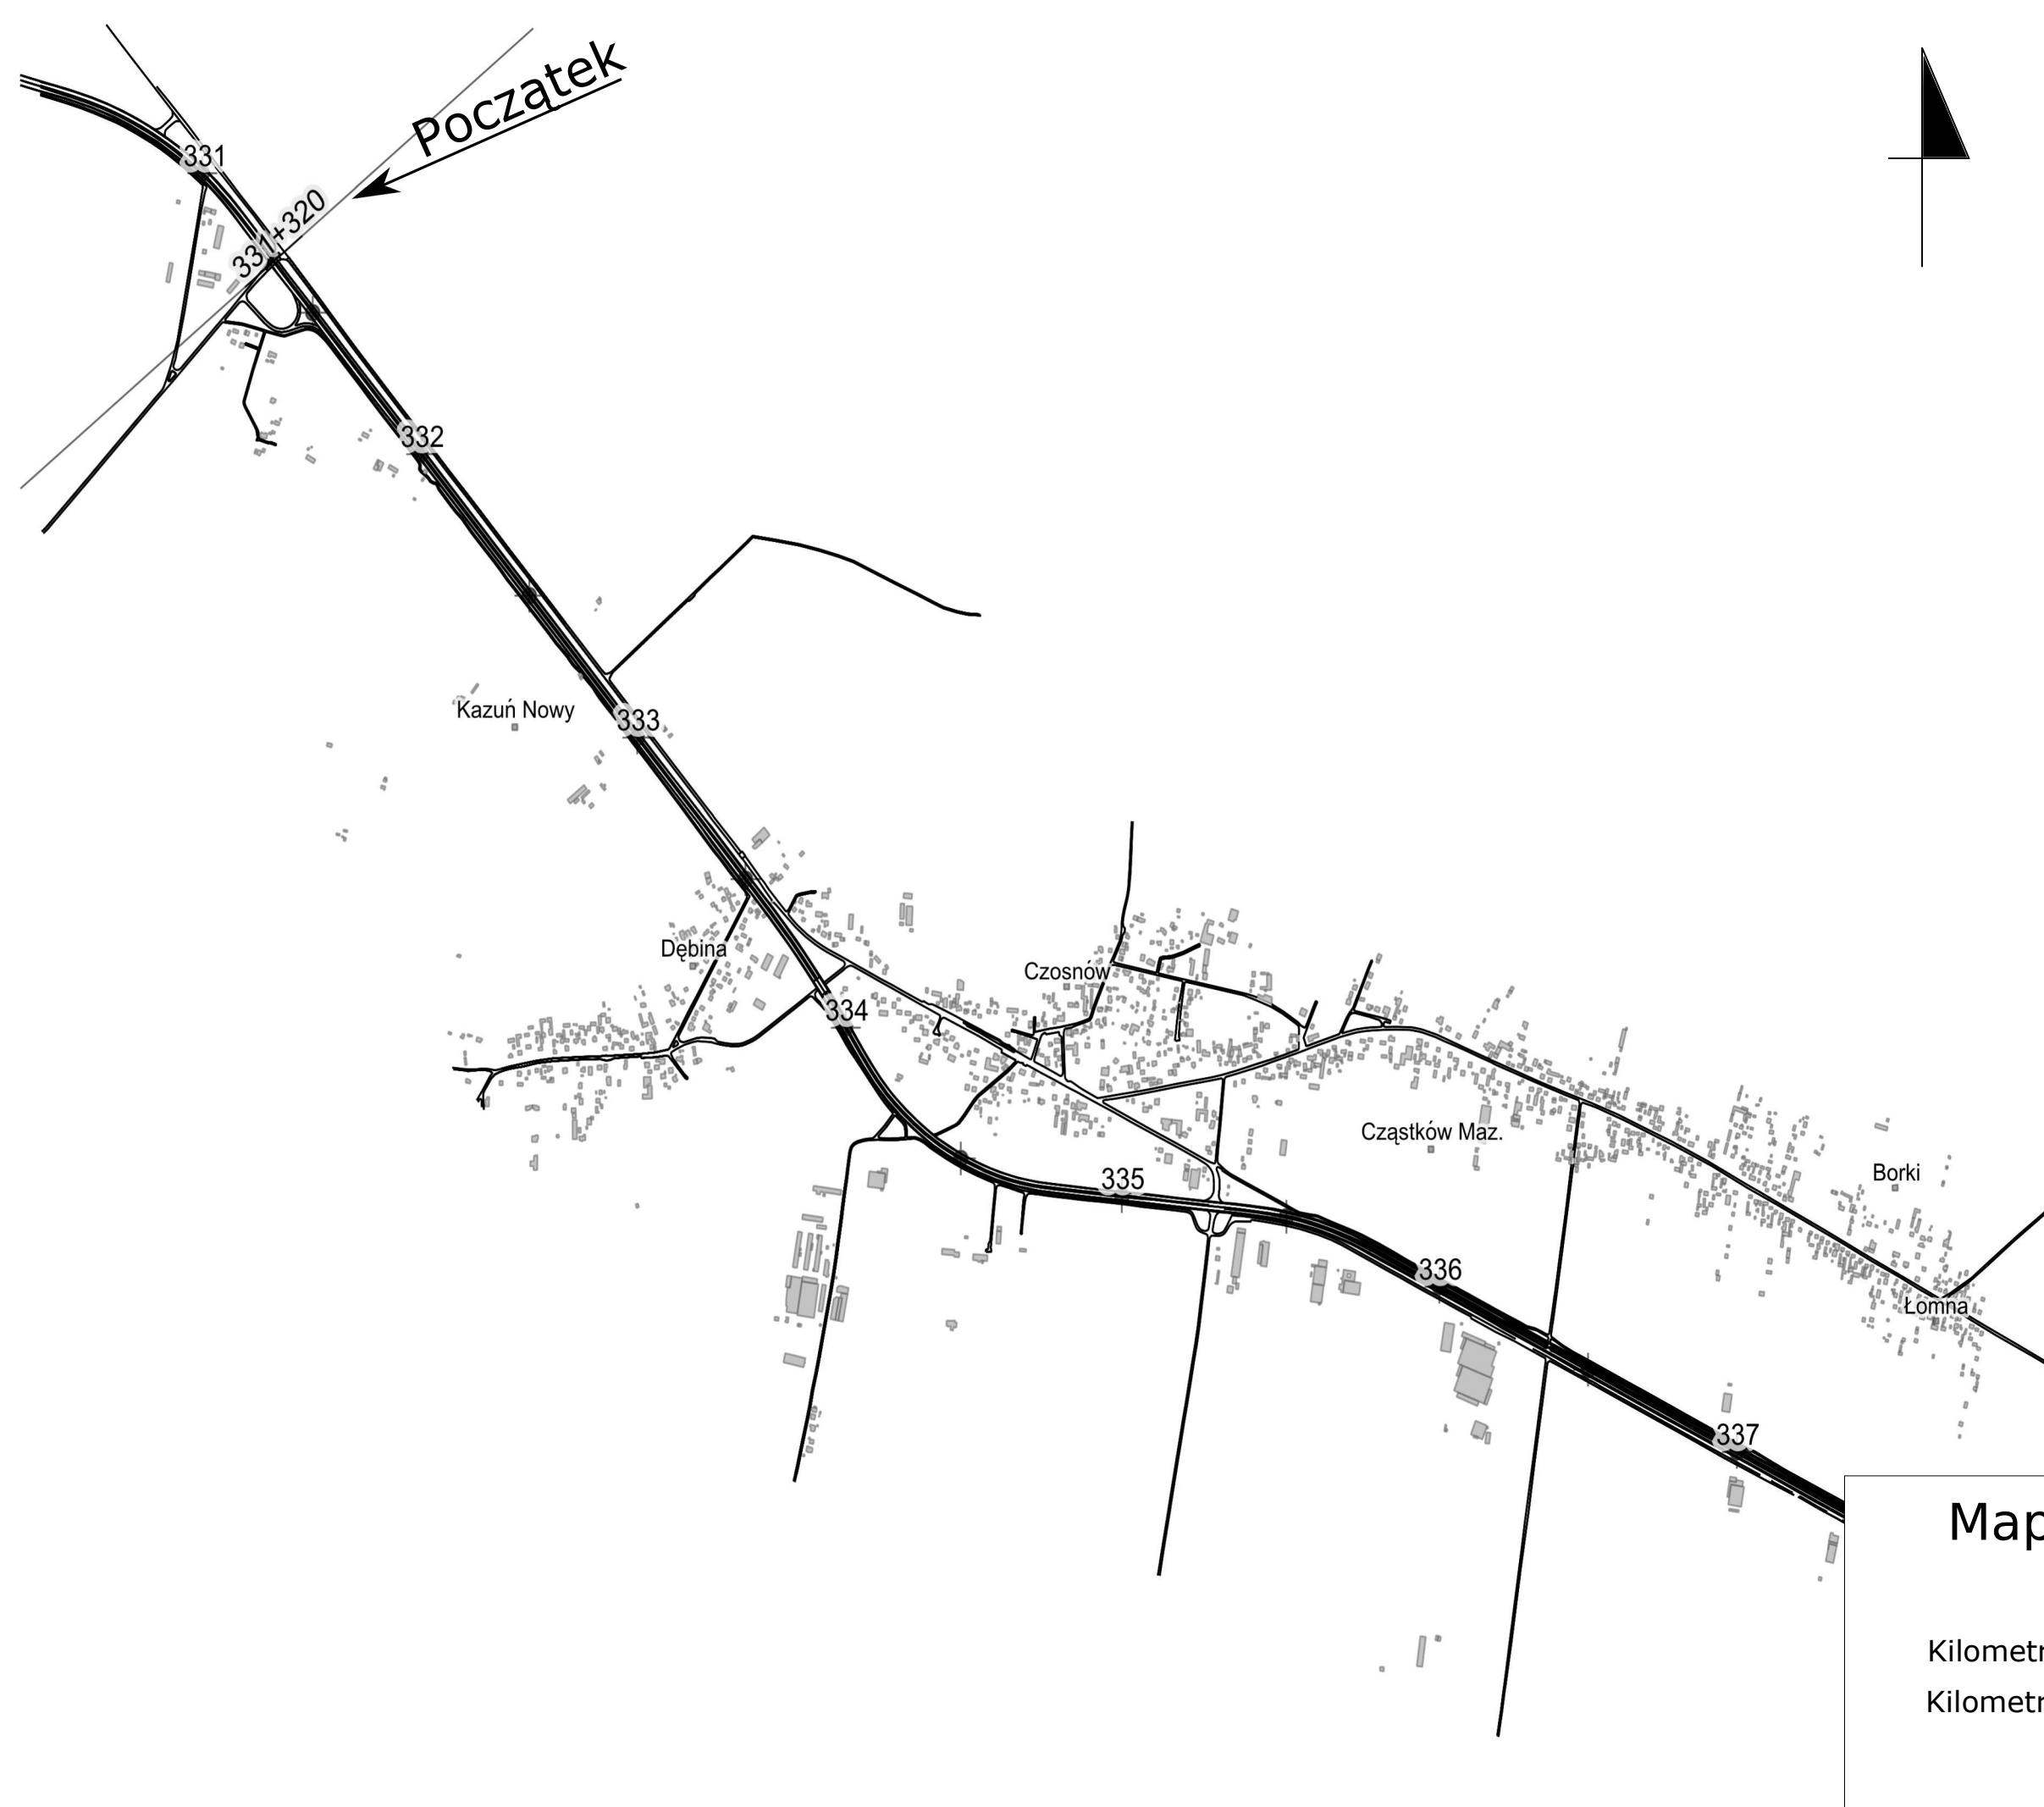 Początek
331
331+320
332
Kazuń Nowy
333
Dębina
Czosnów
334
Cząstków Maz.
335
Borki
336
Łomna
337
Map
Kilometr
Kilometr